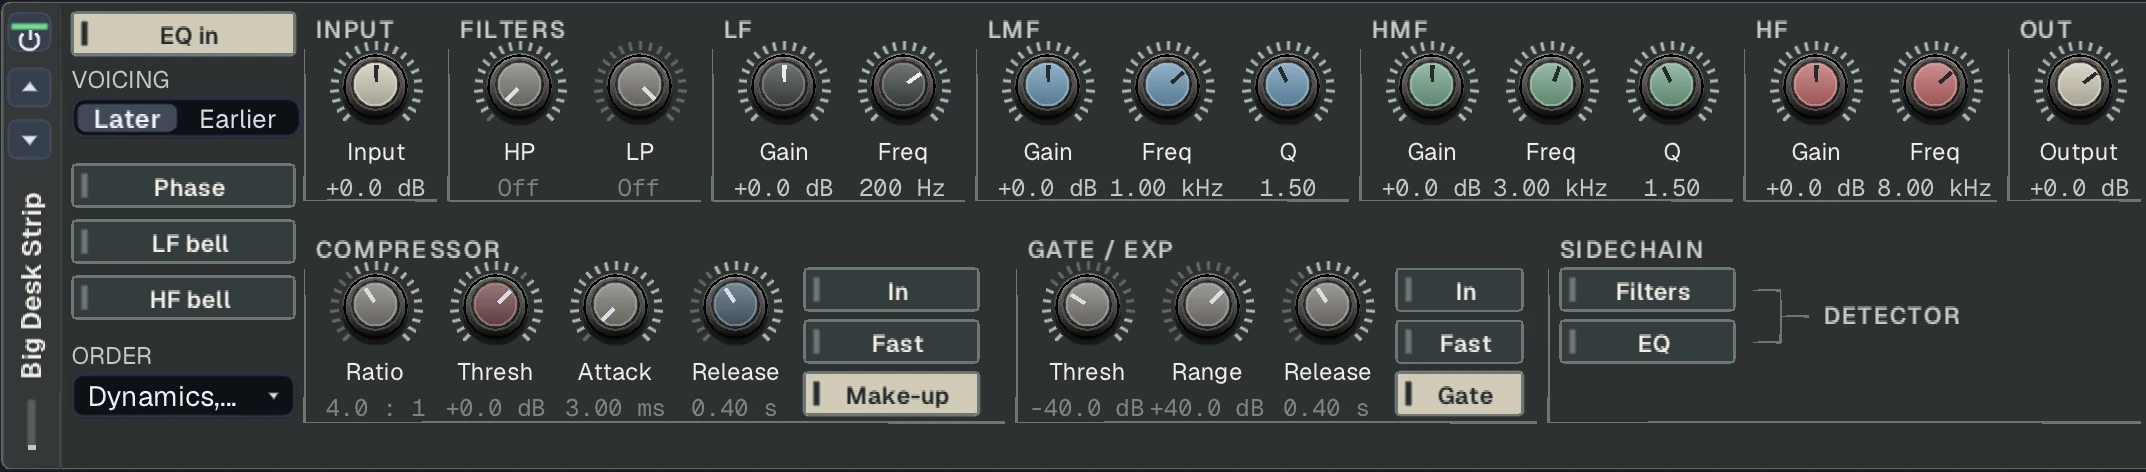 EQ in
VOICING
Later Earlier
Phase
LF bell
HF bell
ORDER
Dynamics,...
Big Desk Strip
INPUT
Input
+0.0 dB
FILTERS
HP LP
Off Off
LF
Gain Freq
+0.0 dB 200 Hz
LMF
Gain Freq Q
+0.0 dB 1.00 kHz 1.50
HMF
Gain Freq Q
+0.0 dB 3.00 kHz 1.50
HF
Gain Freq
+0.0 dB 8.00 kHz
OUT
Output
+0.0 dB
COMPRESSOR
Ratio Thresh Attack Release
4.0 : 1 +0.0 dB 3.00 ms 0.40 s
In
Fast
Make-up
GATE / EXP
Thresh Range Release
-40.0 dB +40.0 dB 0.40 s
In
Fast
Gate
SIDECHAIN
Filters
EQ
DETECTOR